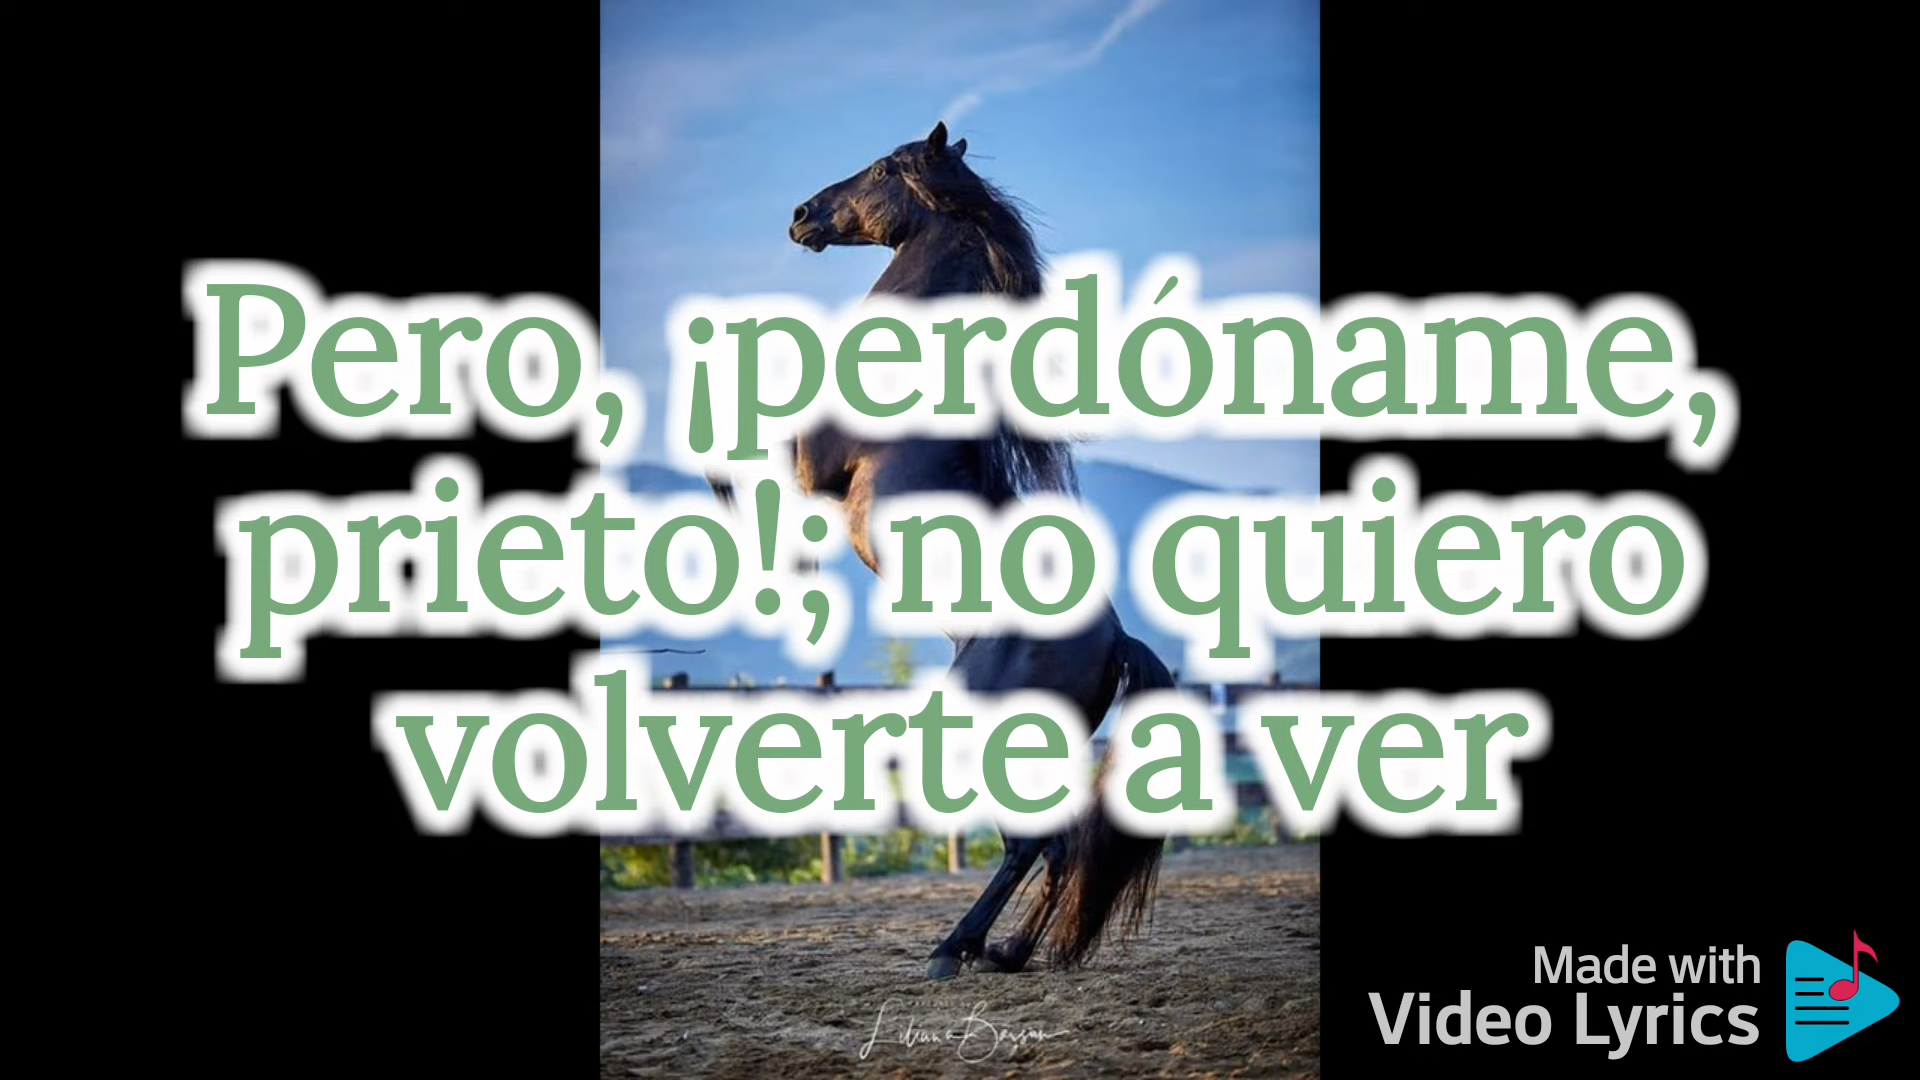 Pero, ¡perdóname,
prieto!; no quiero
volverte a ver
Made with
Video Lyrics